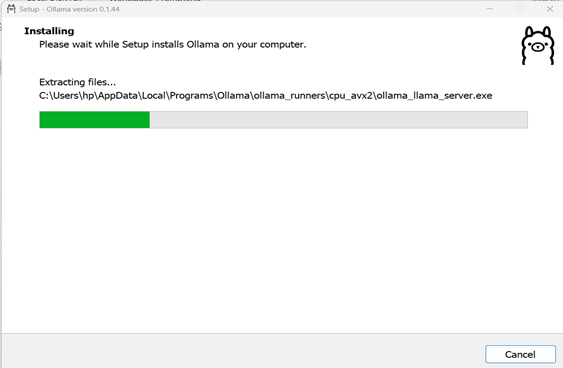 Setup - Ollama version 0.1.44
Installing
Please wait while Setup installs Ollama on your computer.
Extracting files...
C:\Users\hp\AppData\Local\Programs\Ollama\ollama_runners\cpu_avx2\ollama_llama_server.exe
Cancel